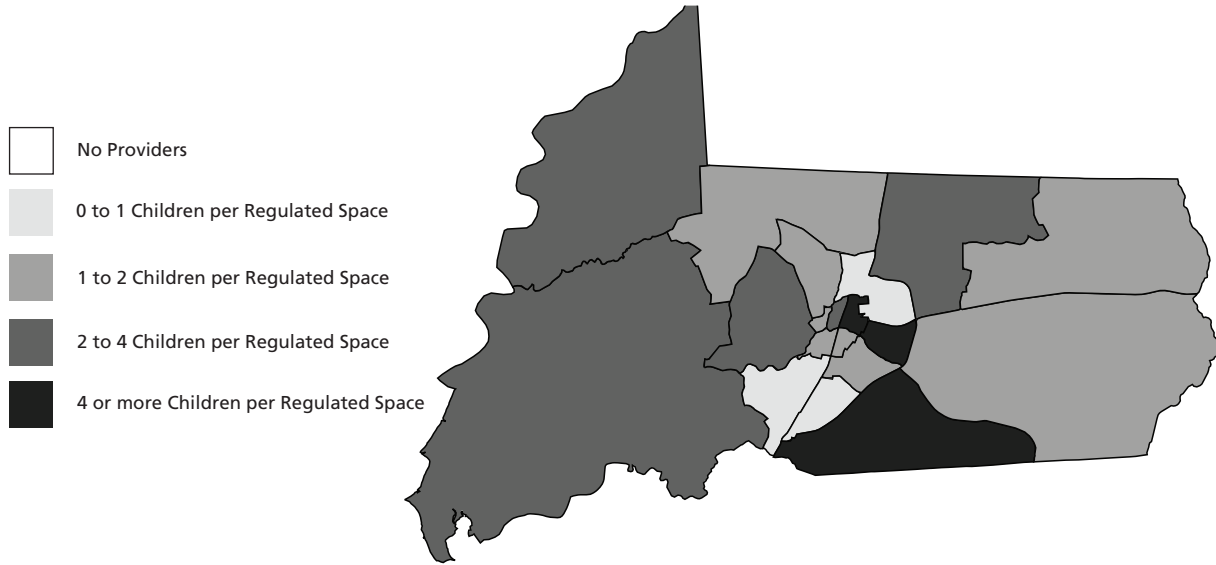 No Providers
0 to 1 Children per Regulated Space
1 to 2 Children per Regulated Space
2 to 4 Children per Regulated Space
4 or more Children per Regulated Space